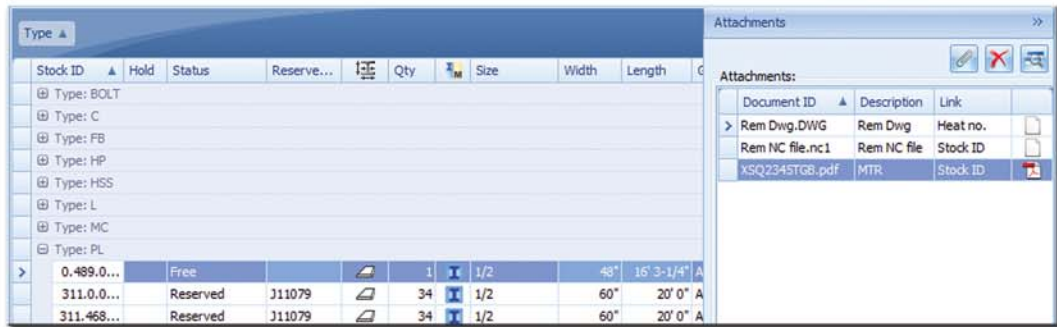 Type
Stock ID Hold Status Reserve... Qty M Size Width Length
Type: BOLT
Type: C
Type: FB
Type: HP
Type: HSS
Type: L
Type: MC
Type: PL
0.489.0... Free 1 I 1/2 48" 16' 3-1/4" A
311.0.0... Reserved J11079 34 I 1/2 60" 20' 0" A
311.468... Reserved J11079 34 I 1/2 60" 20' 0" A
Attachments
Attachments:
Document ID Description Link
Rem Dwg.DWG Rem Dwg Heat no.
Rem NC file.nc1 Rem NC file Stock ID
XSQ2345TGB.pdf MTR Stock ID